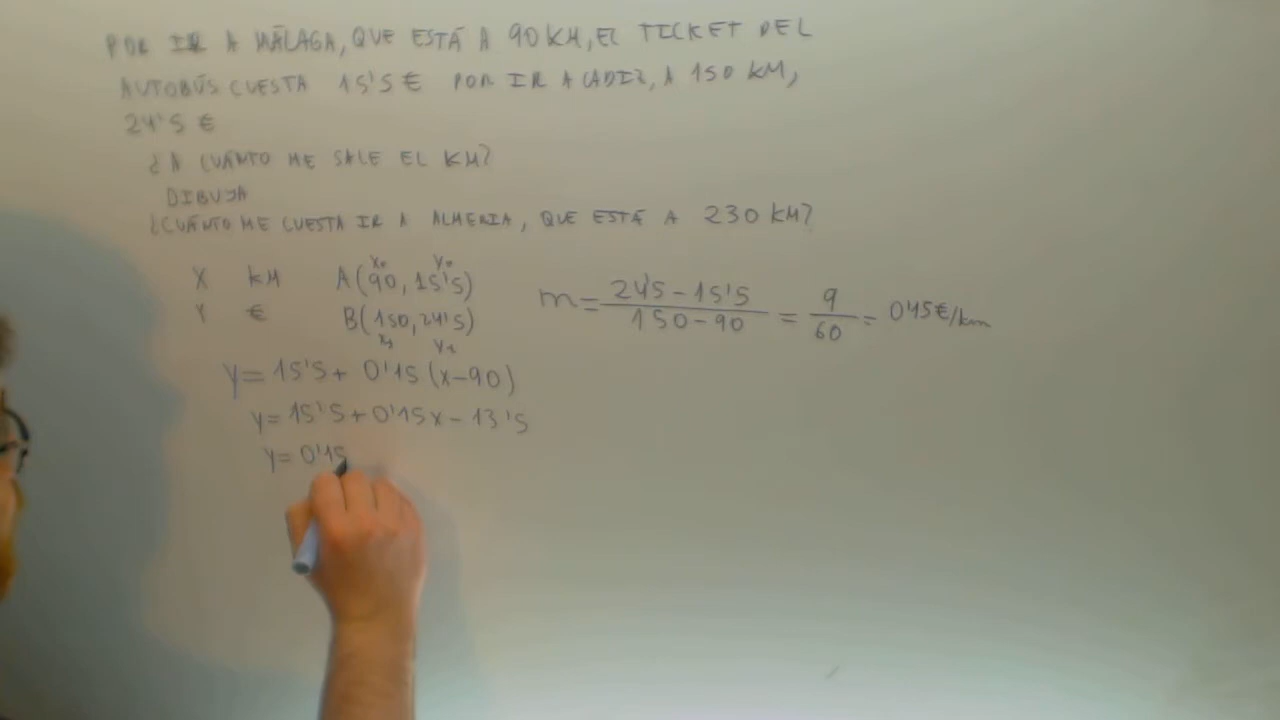 POR IR A MÁLAGA, QUE ESTÁ A 90 KM, EL TICKET DEL
AUTOBÚS CUESTA 15'5 € POR IR A CADIZ, A 150 KM,
24'5 €
¿A CUÁNTO ME SALE EL KM?
DIBUJA
¿CUÁNTO ME CUESTA IR A ALMERIA, QUE ESTÁ A 230 KM?
X KM A(90, 15'5) x₀ y₀
Y € B(150, 24'5) x₁ y₁
m = 24'5 - 15'5 / 150 - 90 = 9 / 60 = 0'15 €/km
y = 15'5 + 0'15 (x - 90)
y = 15'5 + 0'15x - 13'5
y = 0'15